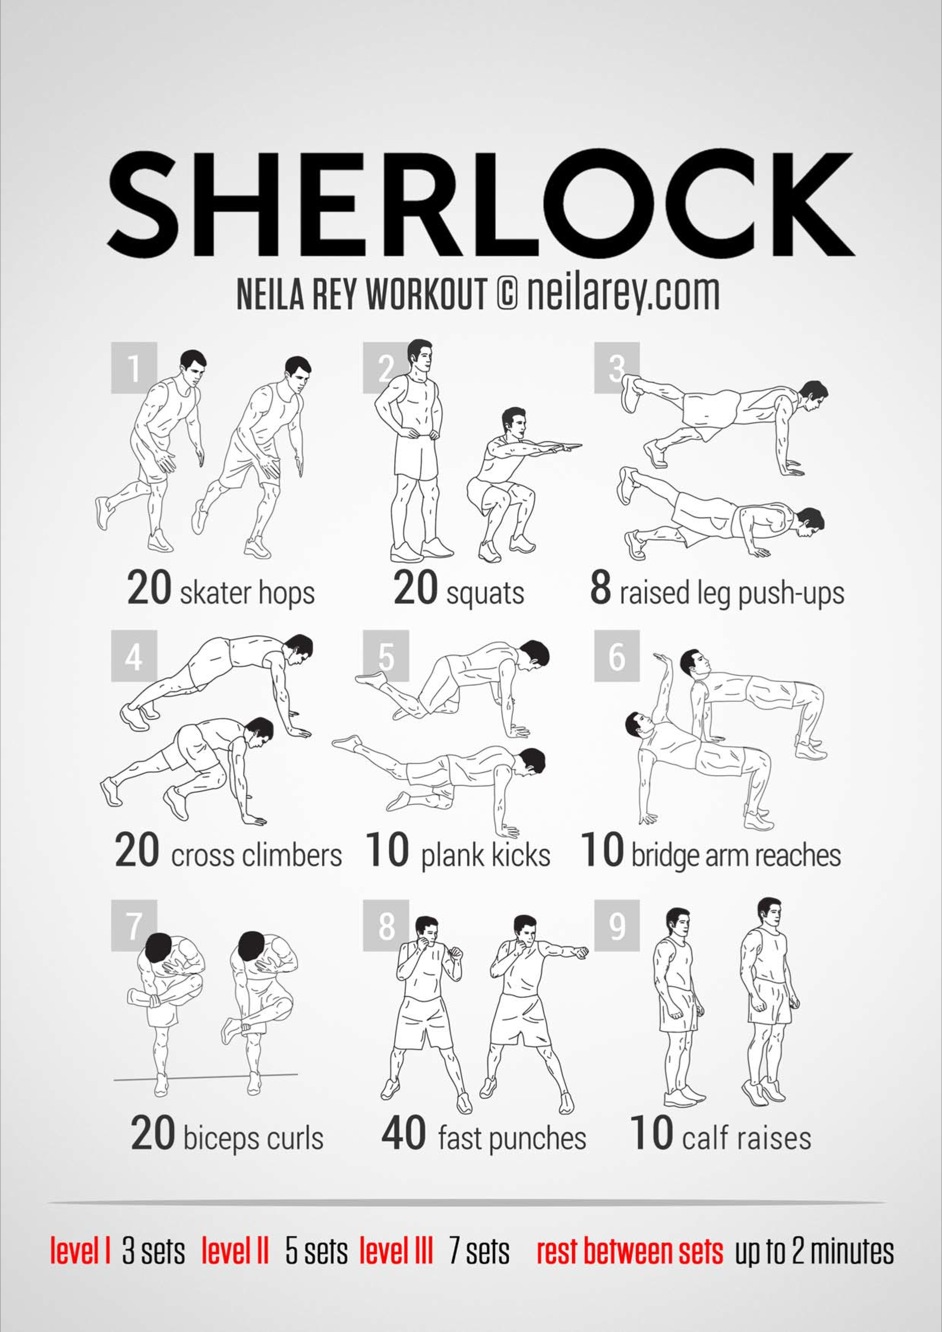 SHERLOCK
NEILA REY WORKOUT © neilarey.com
1
2
3
20 skater hops
20 squats
8 raised leg push-ups
4
5
6
20 cross climbers
10 plank kicks
10 bridge arm reaches
7
8
9
20 biceps curls
40 fast punches
10 calf raises
level I 3 sets level II 5 sets level III 7 sets rest between sets up to 2 minutes